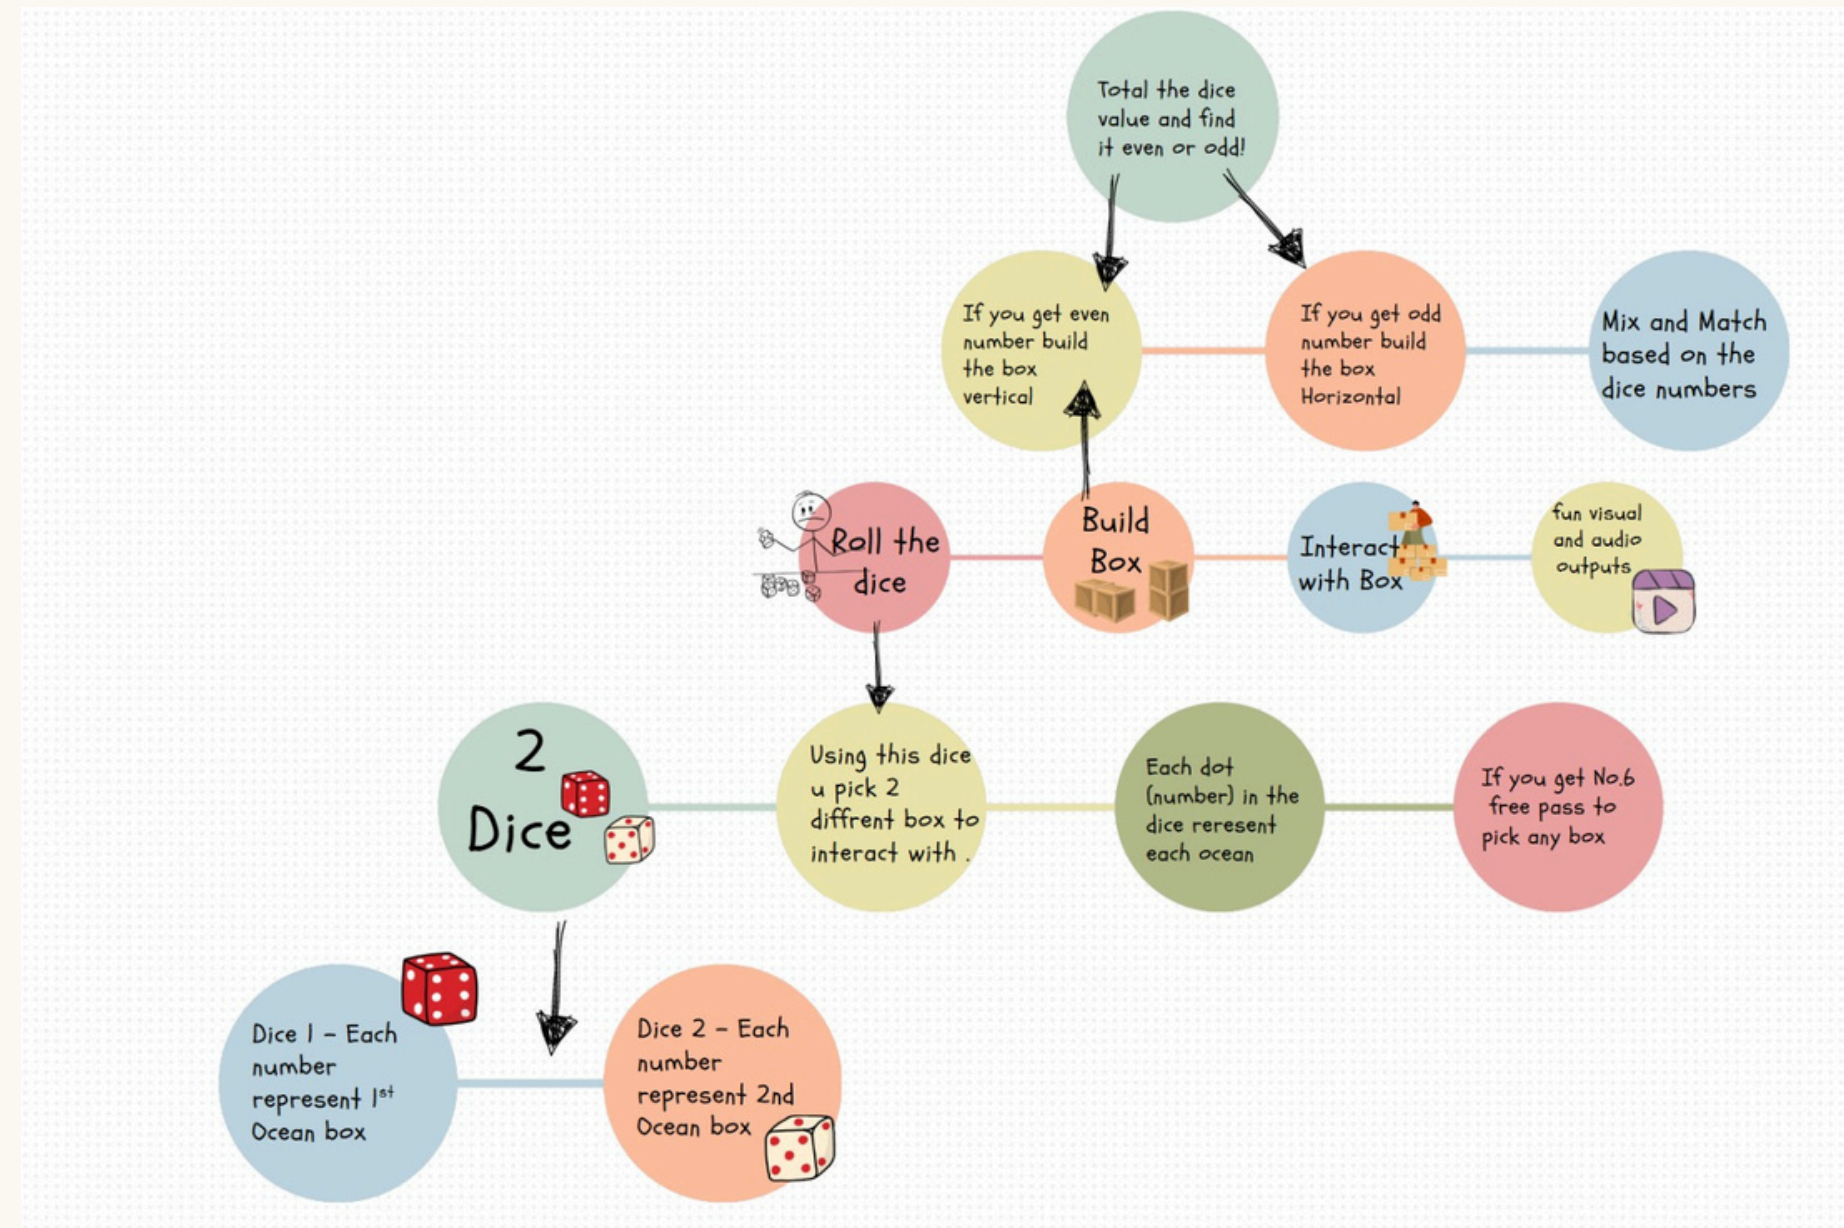 Total the dice
value and find
it even or odd!
If you get even
number build
the box
vertical
If you get odd
number build
the box
Horizontal
Mix and Match
based on the
dice numbers
Roll the
dice
Build
Box
Interact
with Box
fun visual
and audio
outputs
2
Dice
Using this dice
u pick 2
diffrent box to
interact with .
Each dot
(number) in the
dice reresent
each ocean
If you get No.6
free pass to
pick any box
Dice 1 - Each
number
represent 1st
Ocean box
Dice 2 - Each
number
represent 2nd
Ocean box